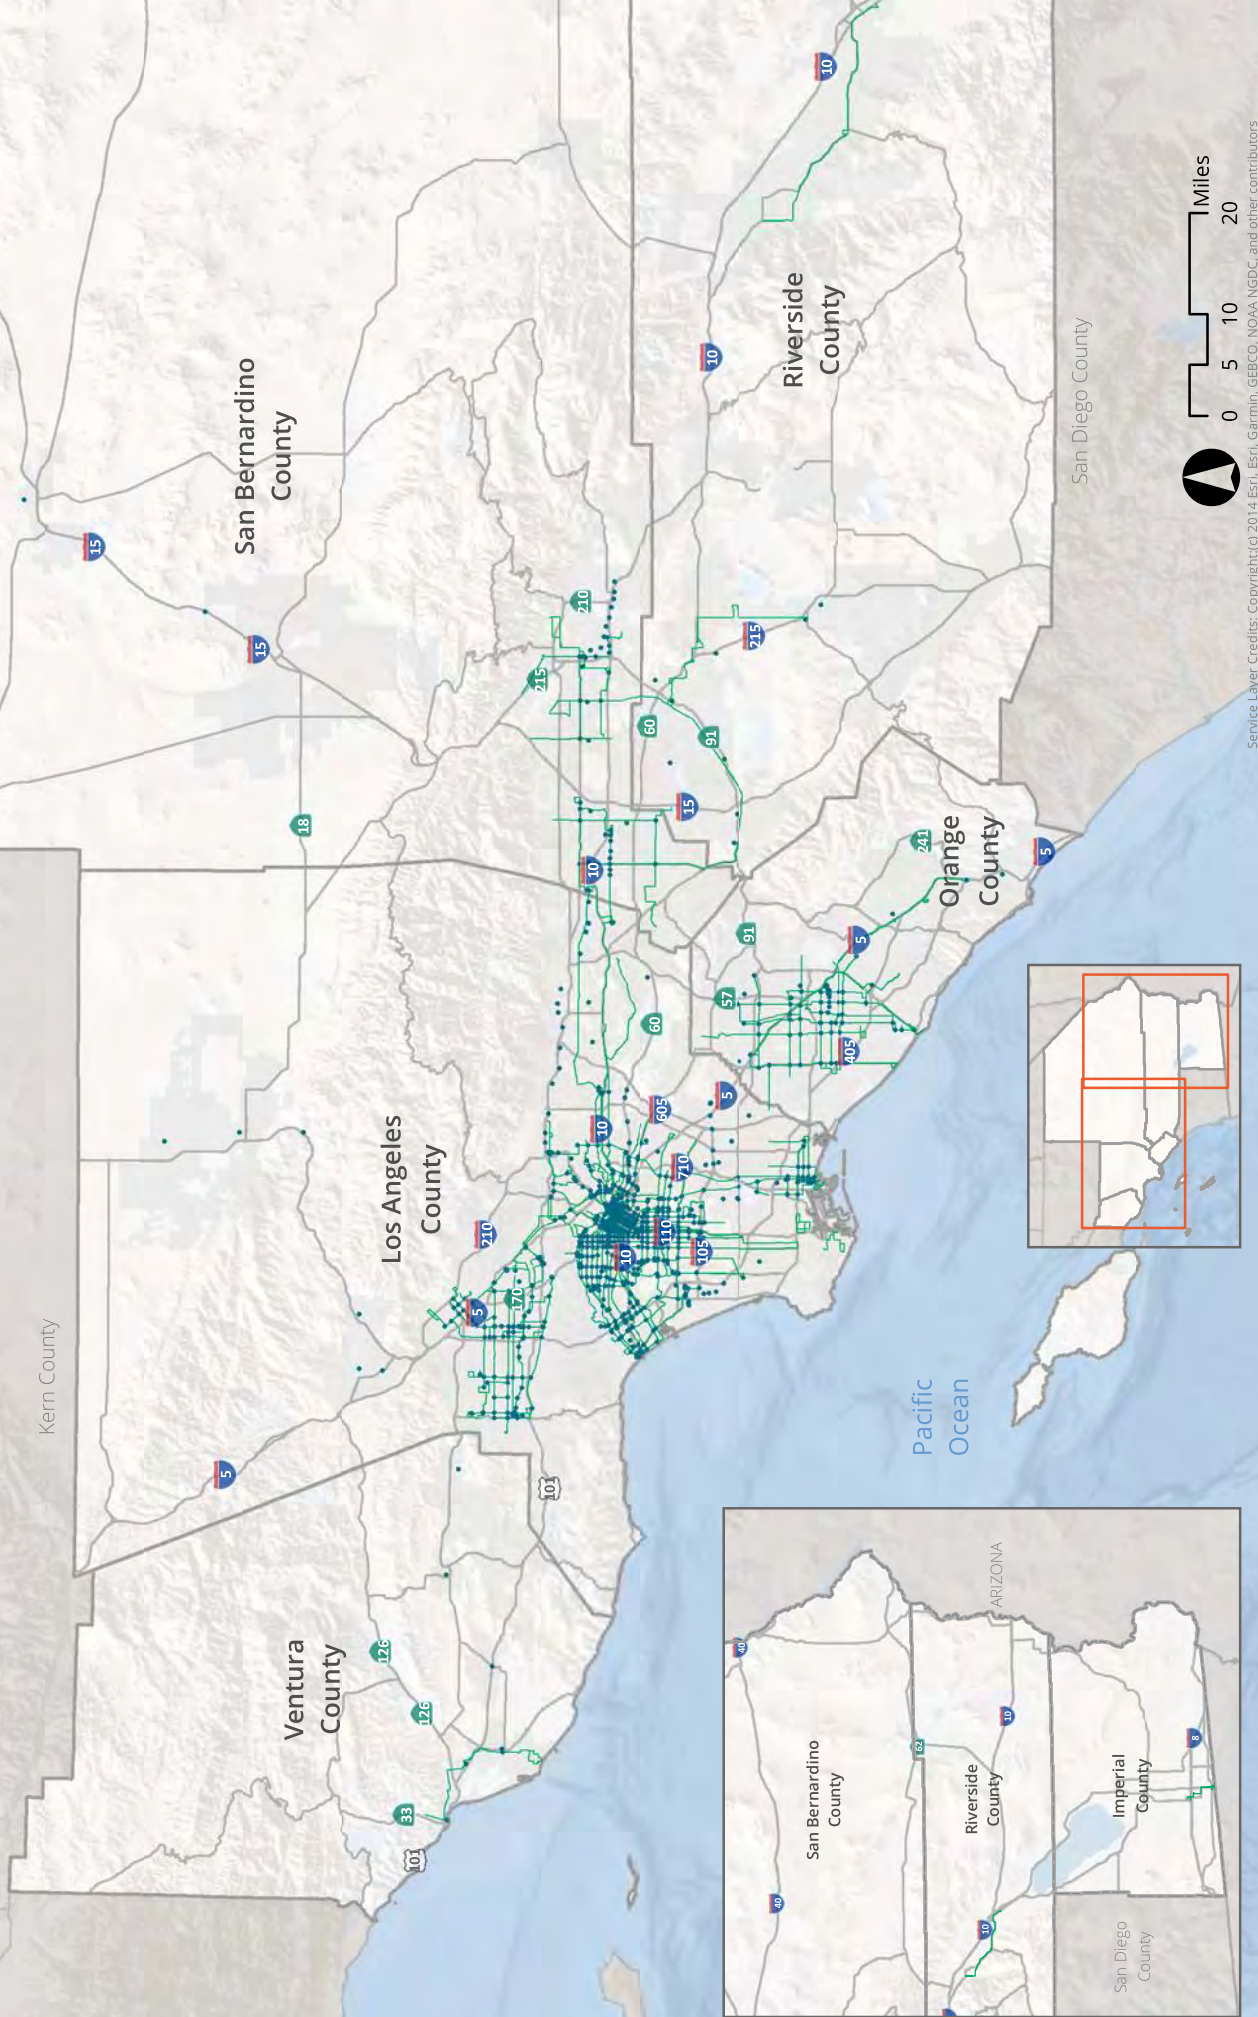 Kern County
Ventura
County
Los Angeles
County
San Bernardino
County
Riverside
County
Orange
County
San Diego County
Pacific
Ocean
101
33
126
126
101
5
5
170
210
10
110
105
710
10
605
5
60
57
405
91
5
10
18
241
5
15
91
60
215
210
215
15
15
10
10
0 5 10 20
Miles
Service Layer Credits: Copyright:(c) 2014 Esri, Esri, Garmin, GEBCO, NOAA NGDC, and other contributors
40
40
San Bernardino
County
62
ARIZONA
Riverside
County
10
10
Imperial
County
8
San Diego
County